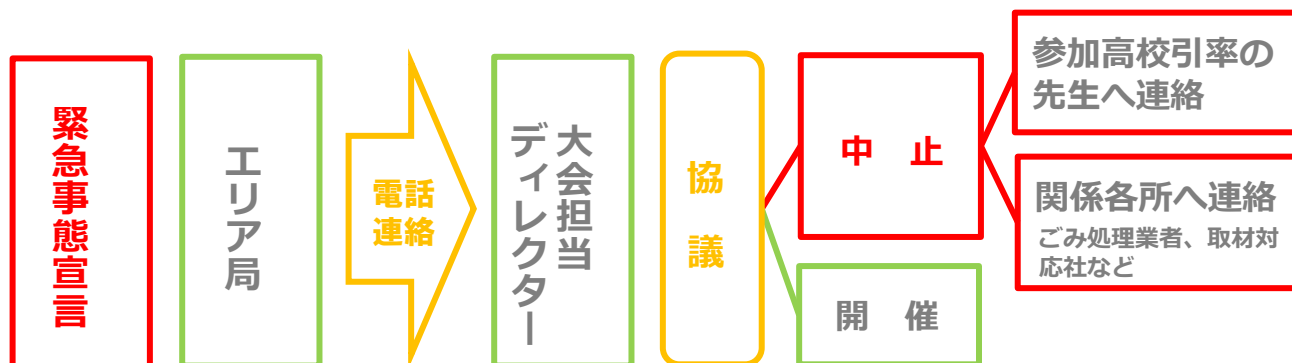 緊急事態宣言
エリア局
電話
連絡
大会担当
ディレクター
協
議
中　止
参加高校引率の
先生へ連絡
関係各所へ連絡
ごみ処理業者、取材対
応社など
開　催